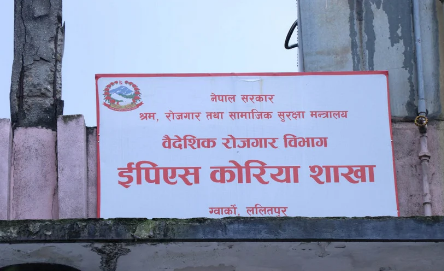 नेपाल सरकार
श्रम, रोजगार तथा सामाजिक सुरक्षा मन्त्रालय
वैदेशिक रोजगार विभाग
ईपिएस कोरिया शाखा
ग्वार्को, ललितपुर